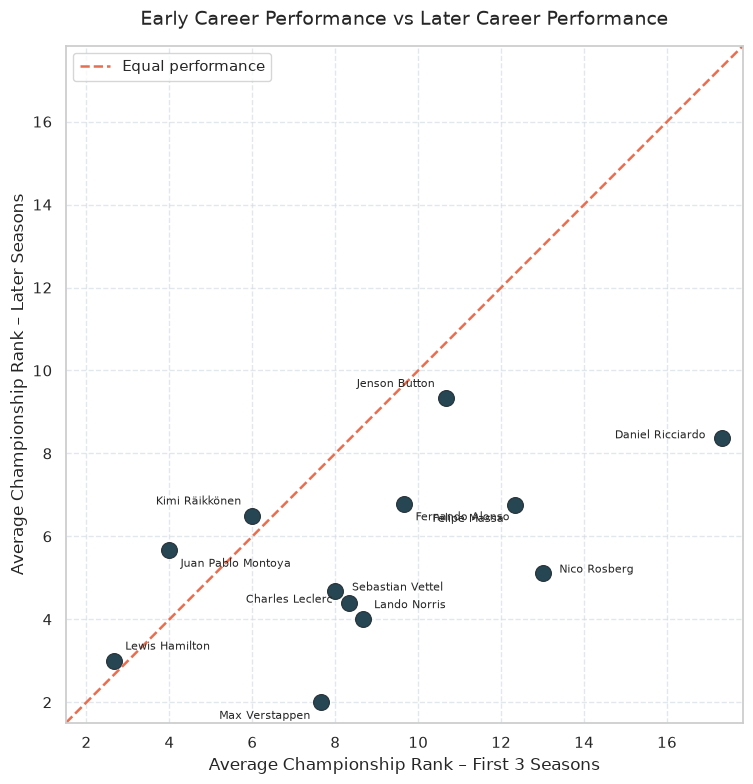 Early Career Performance vs Later Career Performance
Equal performance
Average Championship Rank – Later Seasons
16
14
12
10
8
6
4
2
Jenson Button
Daniel Ricciardo
Kimi Räikkönen
Fernando Alonso
Felipe Massa
Juan Pablo Montoya
Nico Rosberg
Sebastian Vettel
Charles Leclerc
Lando Norris
Lewis Hamilton
Max Verstappen
2 4 6 8 10 12 14 16
Average Championship Rank – First 3 Seasons